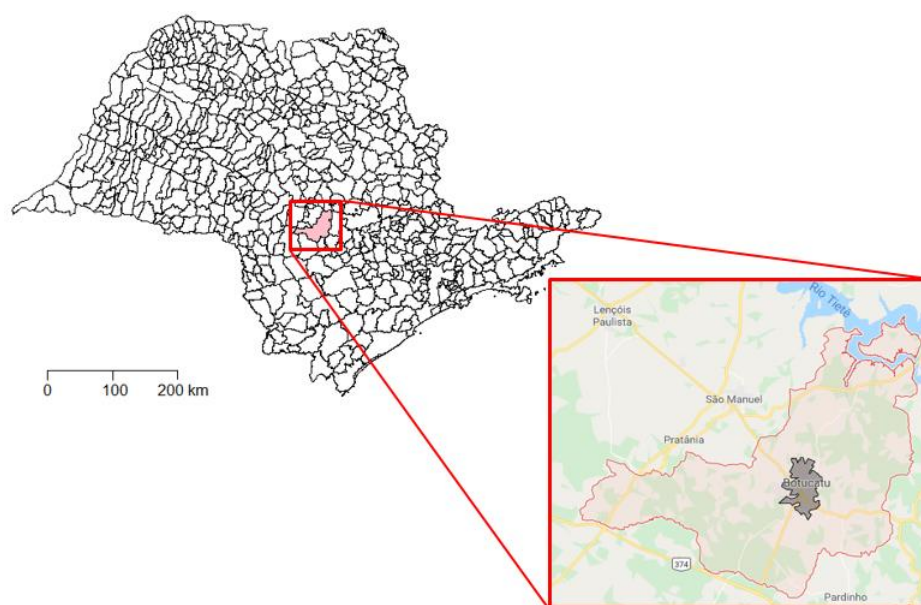 0 100 200 km
Rio Tietê
Lençóis
Paulista
São Manuel
Pratânia
Botucatu
374
Pardinho